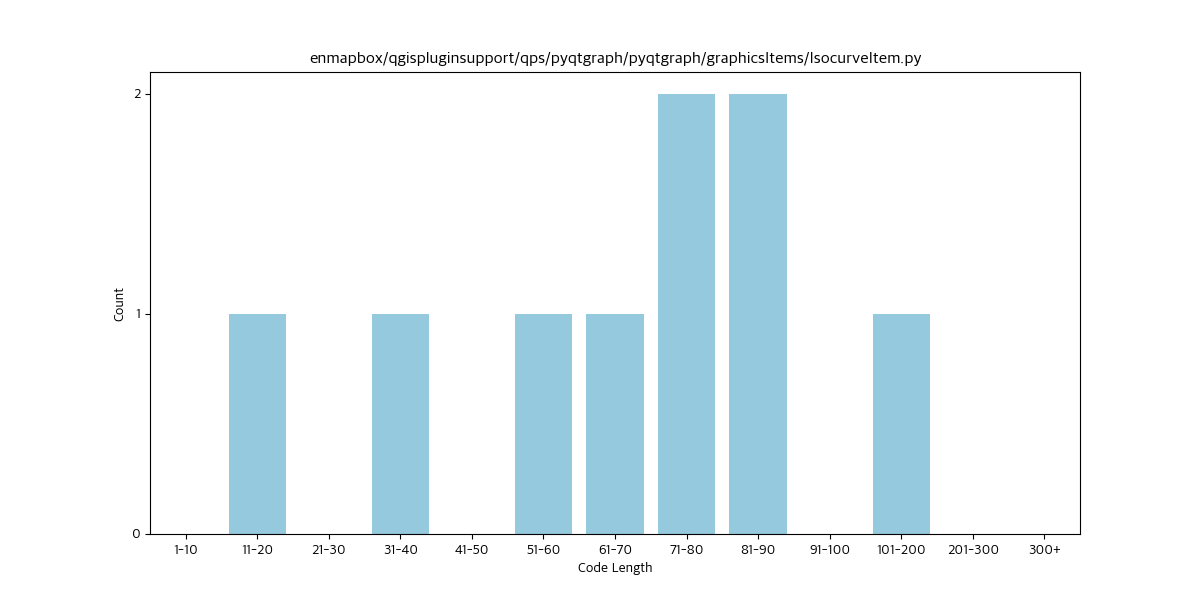 enmapbox/qgispluginsupport/qps/pyqtgraph/pyqtgraph/graphicsItems/IsocurveItem.py
2
1
0
Count
1-10 11-20 21-30 31-40 41-50 51-60 61-70 71-80 81-90 91-100 101-200 201-300 300+
Code Length